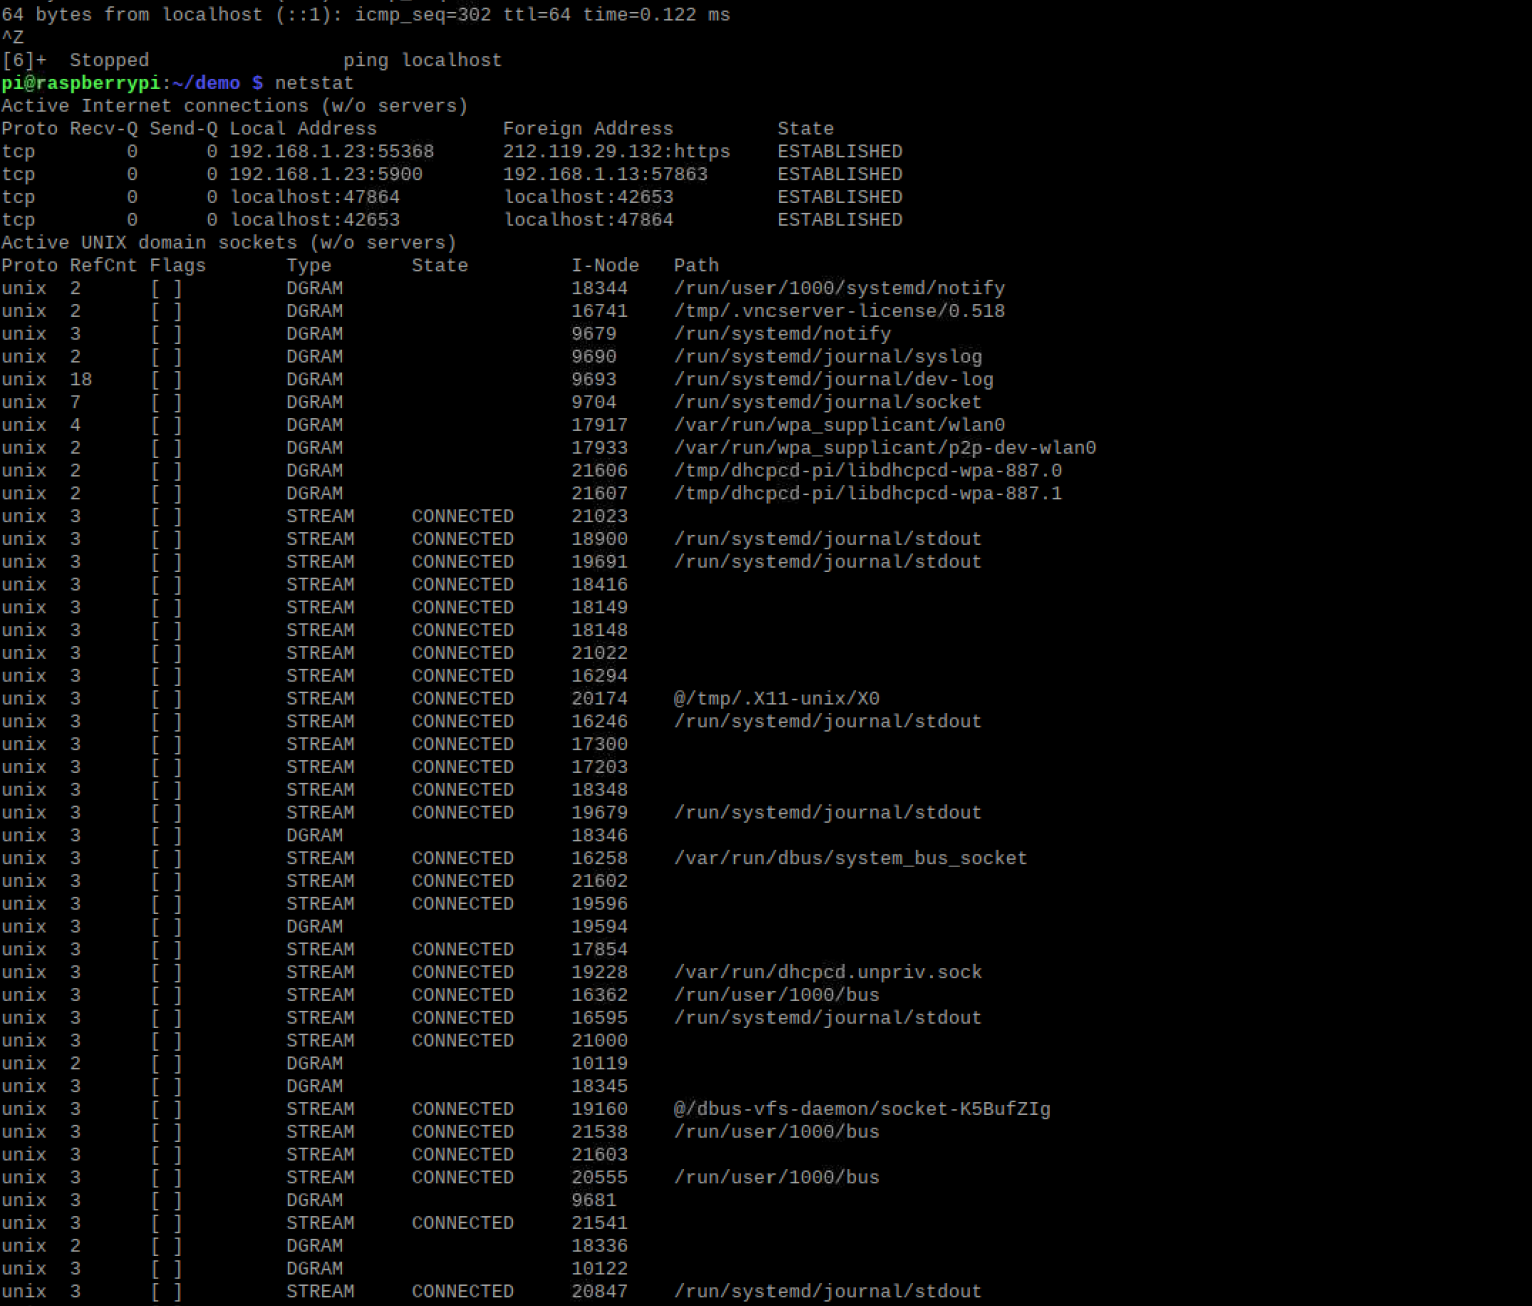 64 bytes from localhost (::1): icmp_seq=302 ttl=64 time=0.122 ms
^Z
[6]+  Stopped                 ping localhost
pi@raspberrypi:~/demo $ netstat
Active Internet connections (w/o servers)
Proto Recv-Q Send-Q Local Address           Foreign Address         State
tcp        0      0 192.168.1.23:55368      212.119.29.132:https    ESTABLISHED
tcp        0      0 192.168.1.23:5900       192.168.1.13:57863      ESTABLISHED
tcp        0      0 localhost:47864         localhost:42653         ESTABLISHED
tcp        0      0 localhost:42653         localhost:47864         ESTABLISHED
Active UNIX domain sockets (w/o servers)
Proto RefCnt Flags       Type       State         I-Node   Path
unix  2      [ ]         DGRAM                    18344    /run/user/1000/systemd/notify
unix  2      [ ]         DGRAM                    16741    /tmp/.vncserver-license/0.518
unix  3      [ ]         DGRAM                    9679     /run/systemd/notify
unix  2      [ ]         DGRAM                    9690     /run/systemd/journal/syslog
unix  18     [ ]         DGRAM                    9693     /run/systemd/journal/dev-log
unix  7      [ ]         DGRAM                    9704     /run/systemd/journal/socket
unix  4      [ ]         DGRAM                    17917    /var/run/wpa_supplicant/wlan0
unix  2      [ ]         DGRAM                    17933    /var/run/wpa_supplicant/p2p-dev-wlan0
unix  2      [ ]         DGRAM                    21606    /tmp/dhcpcd-pi/libdhcpcd-wpa-887.0
unix  2      [ ]         DGRAM                    21607    /tmp/dhcpcd-pi/libdhcpcd-wpa-887.1
unix  3      [ ]         STREAM     CONNECTED     21023
unix  3      [ ]         STREAM     CONNECTED     18900    /run/systemd/journal/stdout
unix  3      [ ]         STREAM     CONNECTED     19691    /run/systemd/journal/stdout
unix  3      [ ]         STREAM     CONNECTED     18416
unix  3      [ ]         STREAM     CONNECTED     18149
unix  3      [ ]         STREAM     CONNECTED     18148
unix  3      [ ]         STREAM     CONNECTED     21022
unix  3      [ ]         STREAM     CONNECTED     16294
unix  3      [ ]         STREAM     CONNECTED     20174    @/tmp/.X11-unix/X0
unix  3      [ ]         STREAM     CONNECTED     16246    /run/systemd/journal/stdout
unix  3      [ ]         STREAM     CONNECTED     17300
unix  3      [ ]         STREAM     CONNECTED     17203
unix  3      [ ]         STREAM     CONNECTED     18348
unix  3      [ ]         STREAM     CONNECTED     19679    /run/systemd/journal/stdout
unix  3      [ ]         DGRAM                    18346
unix  3      [ ]         STREAM     CONNECTED     16258    /var/run/dbus/system_bus_socket
unix  3      [ ]         STREAM     CONNECTED     21602
unix  3      [ ]         STREAM     CONNECTED     19596
unix  3      [ ]         DGRAM                    19594
unix  3      [ ]         STREAM     CONNECTED     17854
unix  3      [ ]         STREAM     CONNECTED     19228    /var/run/dhcpcd.unpriv.sock
unix  3      [ ]         STREAM     CONNECTED     16362    /run/user/1000/bus
unix  3      [ ]         STREAM     CONNECTED     16595    /run/systemd/journal/stdout
unix  3      [ ]         STREAM     CONNECTED     21000
unix  2      [ ]         DGRAM                    10119
unix  3      [ ]         DGRAM                    18345
unix  3      [ ]         STREAM     CONNECTED     19160    @/dbus-vfs-daemon/socket-K5BufZIg
unix  3      [ ]         STREAM     CONNECTED     21538    /run/user/1000/bus
unix  3      [ ]         STREAM     CONNECTED     21603
unix  3      [ ]         STREAM     CONNECTED     20555    /run/user/1000/bus
unix  3      [ ]         DGRAM                    9681
unix  3      [ ]         STREAM     CONNECTED     21541
unix  2      [ ]         DGRAM                    18336
unix  3      [ ]         DGRAM                    10122
unix  3      [ ]         STREAM     CONNECTED     20847    /run/systemd/journal/stdout